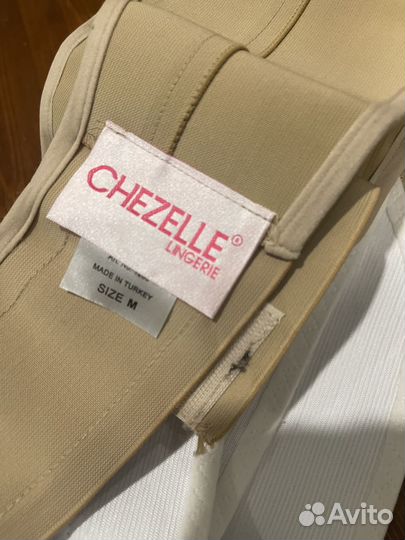 CHEZELLE®
LINGERIE
MADE IN TURKEY
SIZE M
Avito